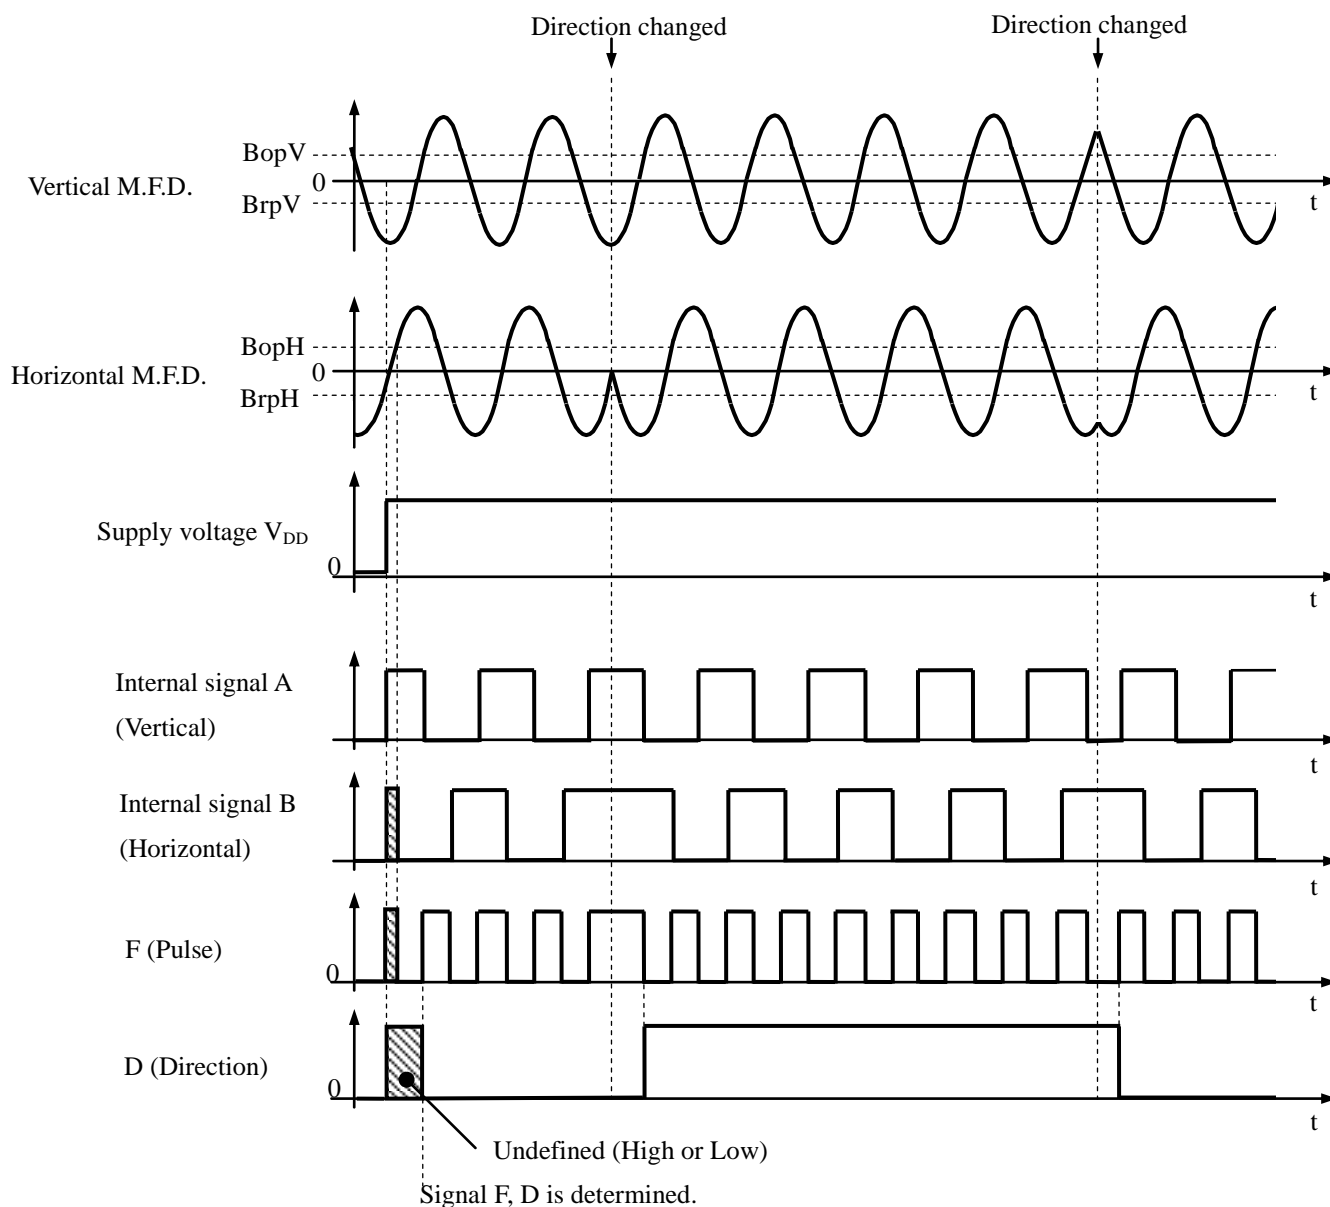 Direction changed
Direction changed
BopV
Vertical M.F.D.
0
BrpV
t
BopH
Horizontal M.F.D.
0
BrpH
t
Supply voltage VDD
0
t
Internal signal A
(Vertical)
t
Internal signal B
(Horizontal)
t
F (Pulse)
0
t
D (Direction)
0
t
Undefined (High or Low)
Signal F, D is determined.